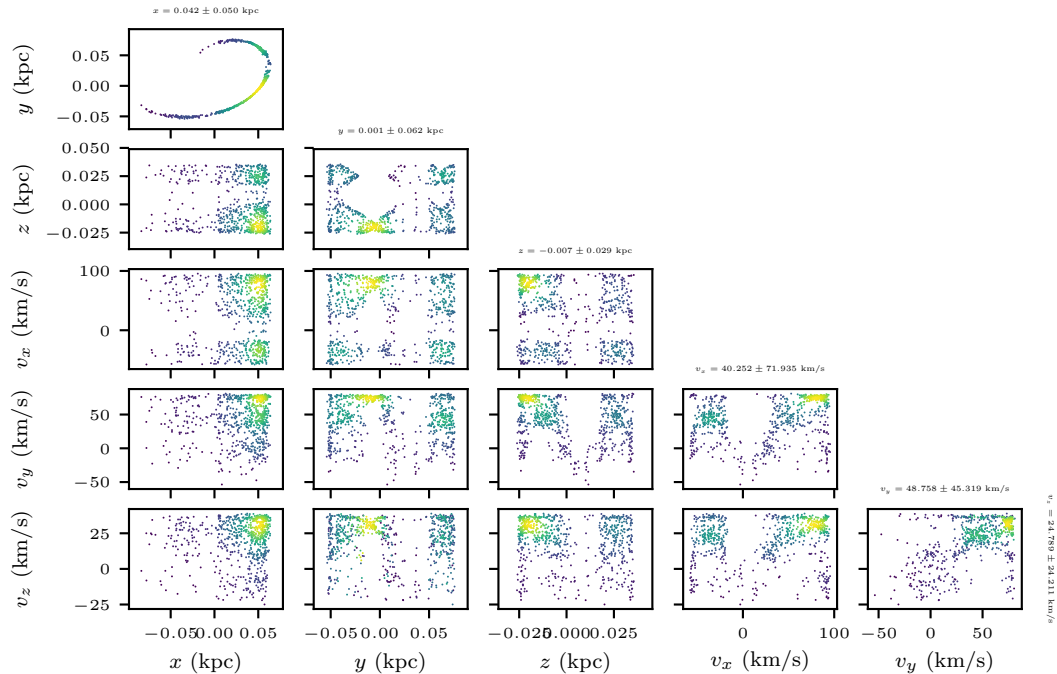 x = 0.042 ± 0.050 kpc
y (kpc)
0.05
0.00
−0.05
y = 0.001 ± 0.062 kpc
z (kpc)
0.050
0.025
0.000
−0.025
z = −0.007 ± 0.029 kpc
v_x (km/s)
100
0
v_x = 40.252 ± 71.935 km/s
v_y (km/s)
50
0
−50
v_y = 48.758 ± 45.319 km/s
v_z (km/s)
25
0
−25
v_z = 24.789 ± 24.211 km/s
−0.05 0.00 0.05
−0.05 0.00 0.05
−0.025 0.000 0.025
0 100
−50 0 50
x (kpc)
y (kpc)
z (kpc)
v_x (km/s)
v_y (km/s)